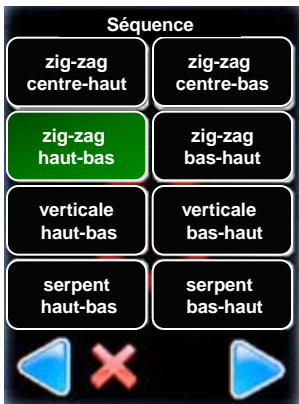 Séquence
zig-zag
centre-haut
zig-zag
centre-bas
zig-zag
haut-bas
zig-zag
bas-haut
verticale
haut-bas
verticale
bas-haut
serpent
haut-bas
serpent
bas-haut